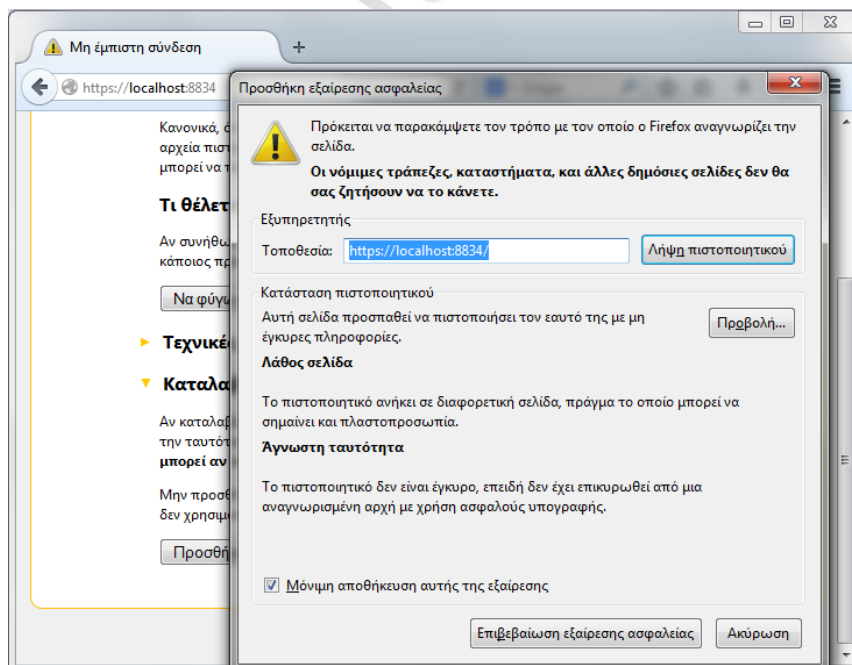 Μη έμπιστη σύνδεση
https://localhost:8834
Κανονικά,
αρχεία
μπορεί να
Τι θέλετ
Αν συνήθω
κάποιος
Να φύγω
Τεχνικέ
Καταλα
Αν καταλαβ
την ταυτότ
μπορεί αν
Μην προσθ
δεν χρησιμ
Προσθή
Προσθήκη εξαίρεσης ασφαλείας
Πρόκειται να παρακάμψετε τον τρόπο με τον οποίο ο Firefox αναγνωρίζει την
σελίδα.
Οι νόμιμες τράπεζες, καταστήματα, και άλλες δημόσιες σελίδες δεν θα
σας ζητήσουν να το κάνετε.
Εξυπηρετητής
Τοποθεσία: https://localhost:8834/ Λήψη πιστοποιητικού
Κατάσταση πιστοποιητικού
Αυτή σελίδα προσπαθεί να πιστοποιήσει τον εαυτό της με μη
έγκυρες πληροφορίες.
Προβολή...
Λάθος σελίδα
Το πιστοποιητικό ανήκει σε διαφορετική σελίδα, πράγμα το οποίο μπορεί να
σημαίνει και πλαστοπροσωπία.
Άγνωστη ταυτότητα
Το πιστοποιητικό δεν είναι έγκυρο, επειδή δεν έχει επικυρωθεί από μια
αναγνωρισμένη αρχή με χρήση ασφαλούς υπογραφής.
Μόνιμη αποθήκευση αυτής της εξαίρεσης
Επιβεβαίωση εξαίρεσης ασφαλείας Ακύρωση